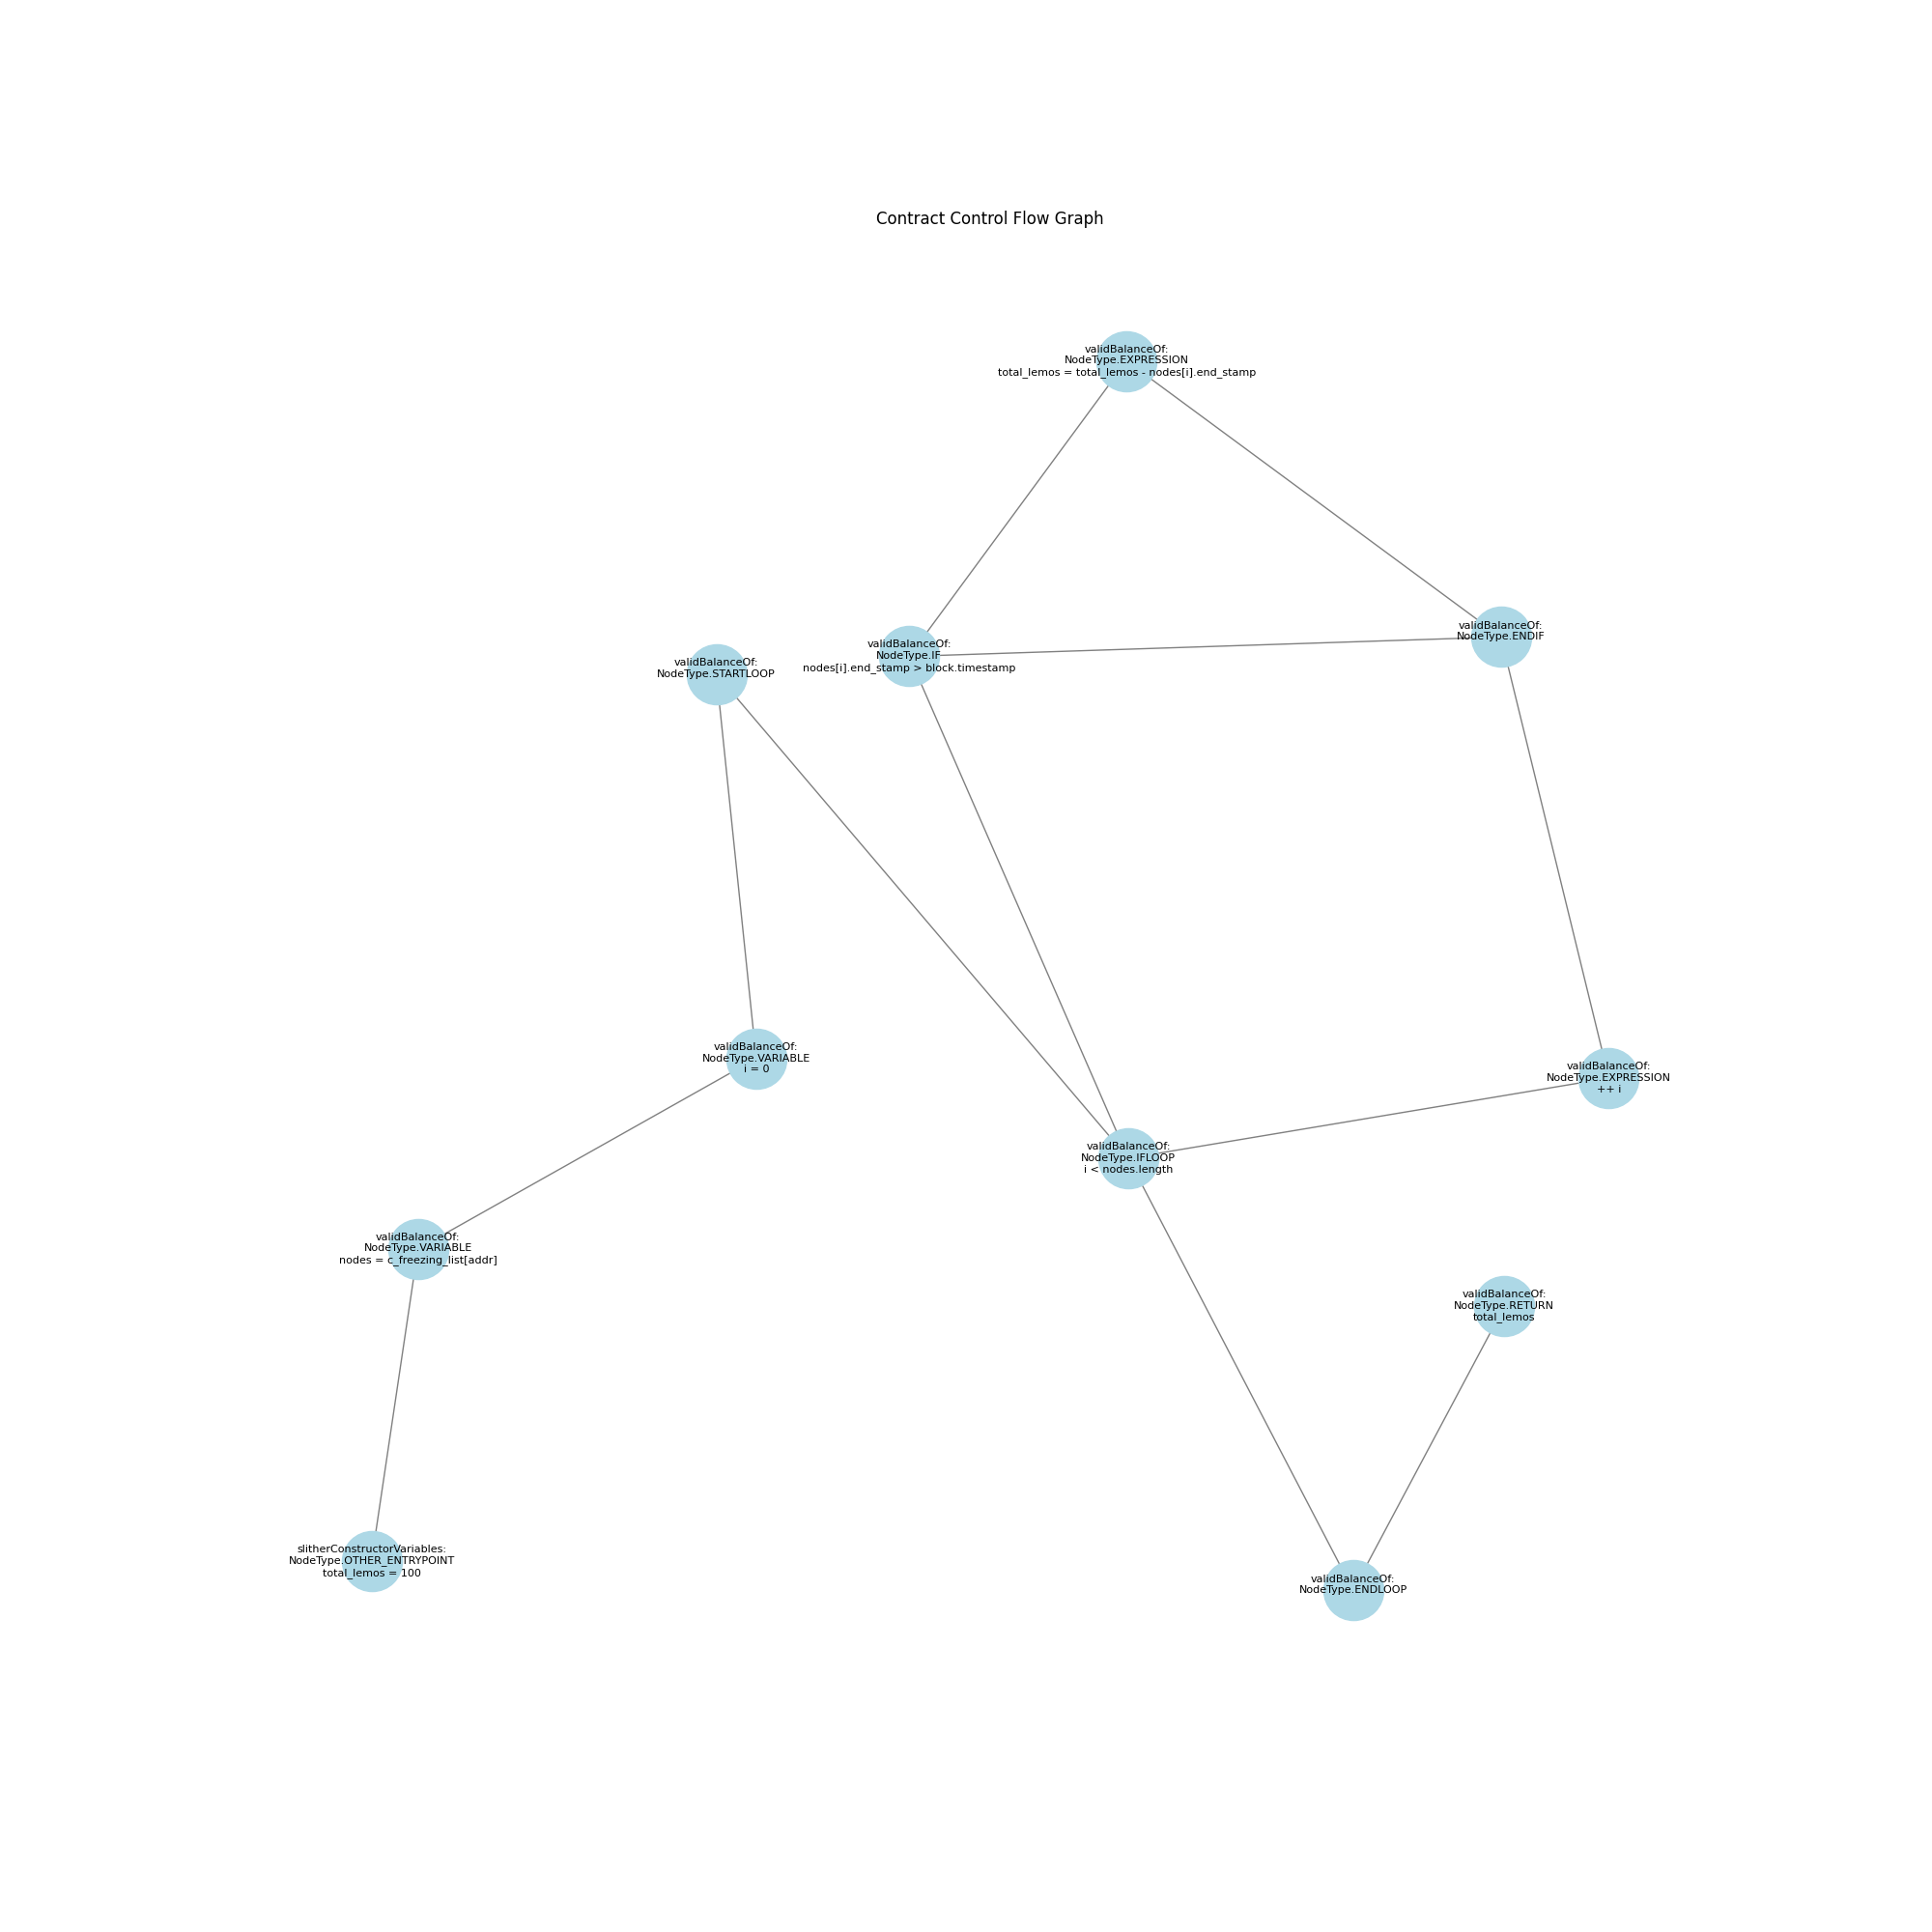 Contract Control Flow Graph
validBalanceOf:
NodeType.EXPRESSION
total_lemos = total_lemos - nodes[i].end_stamp
validBalanceOf:
NodeType.ENDIF
validBalanceOf:
NodeType.IF
nodes[i].end_stamp > block.timestamp
validBalanceOf:
NodeType.STARTLOOP
validBalanceOf:
NodeType.VARIABLE
i = 0
validBalanceOf:
NodeType.EXPRESSION
++ i
validBalanceOf:
NodeType.IFLOOP
i < nodes.length
validBalanceOf:
NodeType.VARIABLE
nodes = c_freezing_list[addr]
validBalanceOf:
NodeType.RETURN
total_lemos
slitherConstructorVariables:
NodeType.OTHER_ENTRYPOINT
total_lemos = 100
validBalanceOf:
NodeType.ENDLOOP